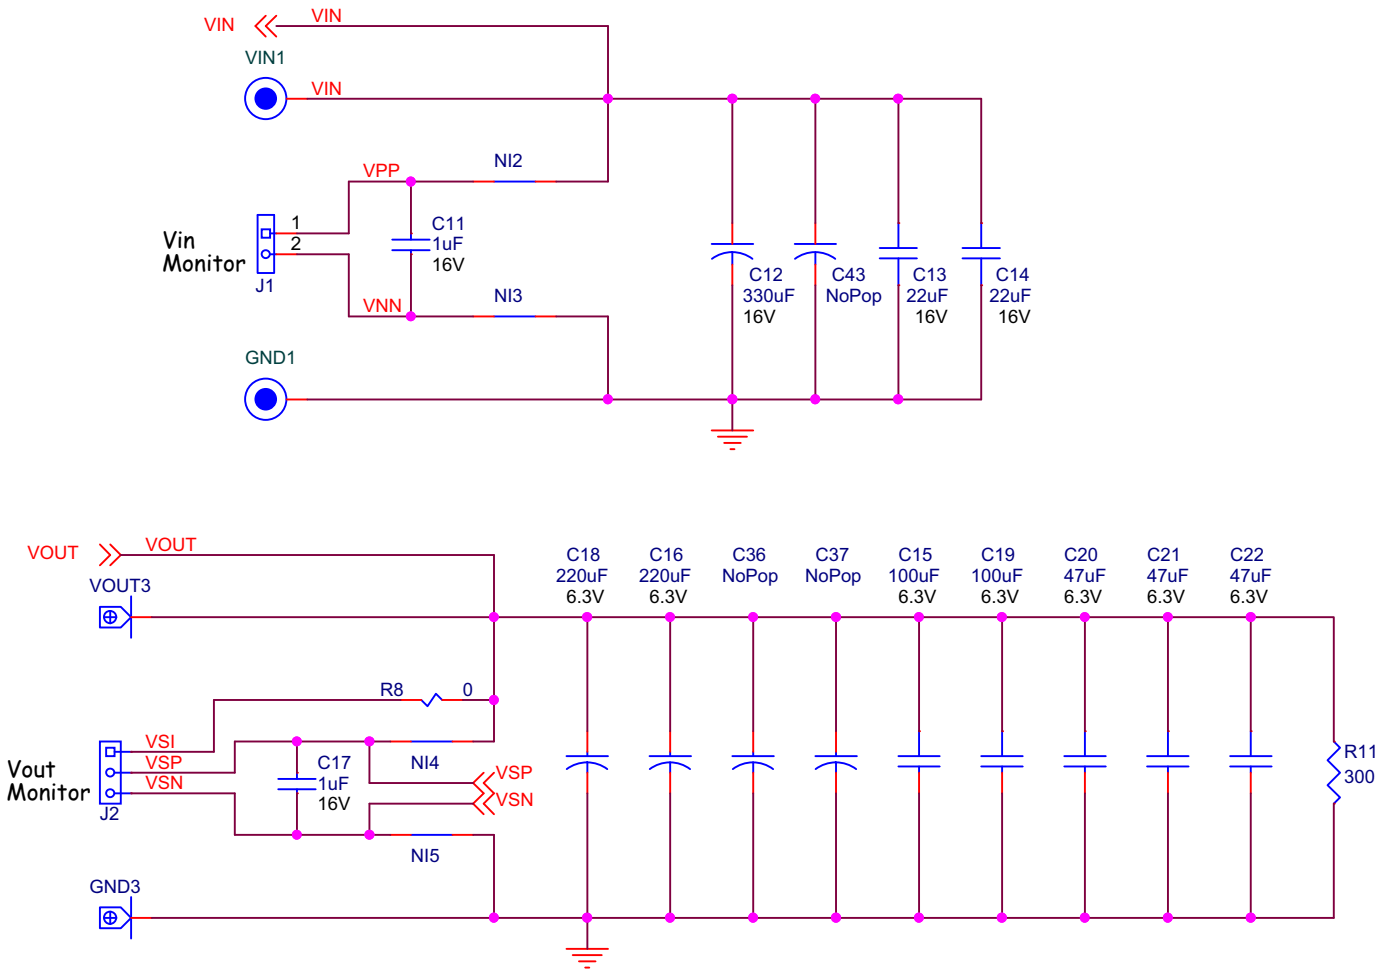 VIN
VIN
VIN1
VIN
NI2
VPP
1
2
Vin
Monitor
J1
C11
1uF
16V
VNN
NI3
GND1
C12
330uF
16V
C43
NoPop
C13
22uF
16V
C14
22uF
16V
VOUT
VOUT
VOUT3
C18
220uF
6.3V
C16
220uF
6.3V
C36
NoPop
C37
NoPop
C15
100uF
6.3V
C19
100uF
6.3V
C20
47uF
6.3V
C21
47uF
6.3V
C22
47uF
6.3V
R8
0
VSI
VSP
VSN
Vout
Monitor
J2
C17
1uF
16V
NI4
VSP
VSN
NI5
R11
300
GND3